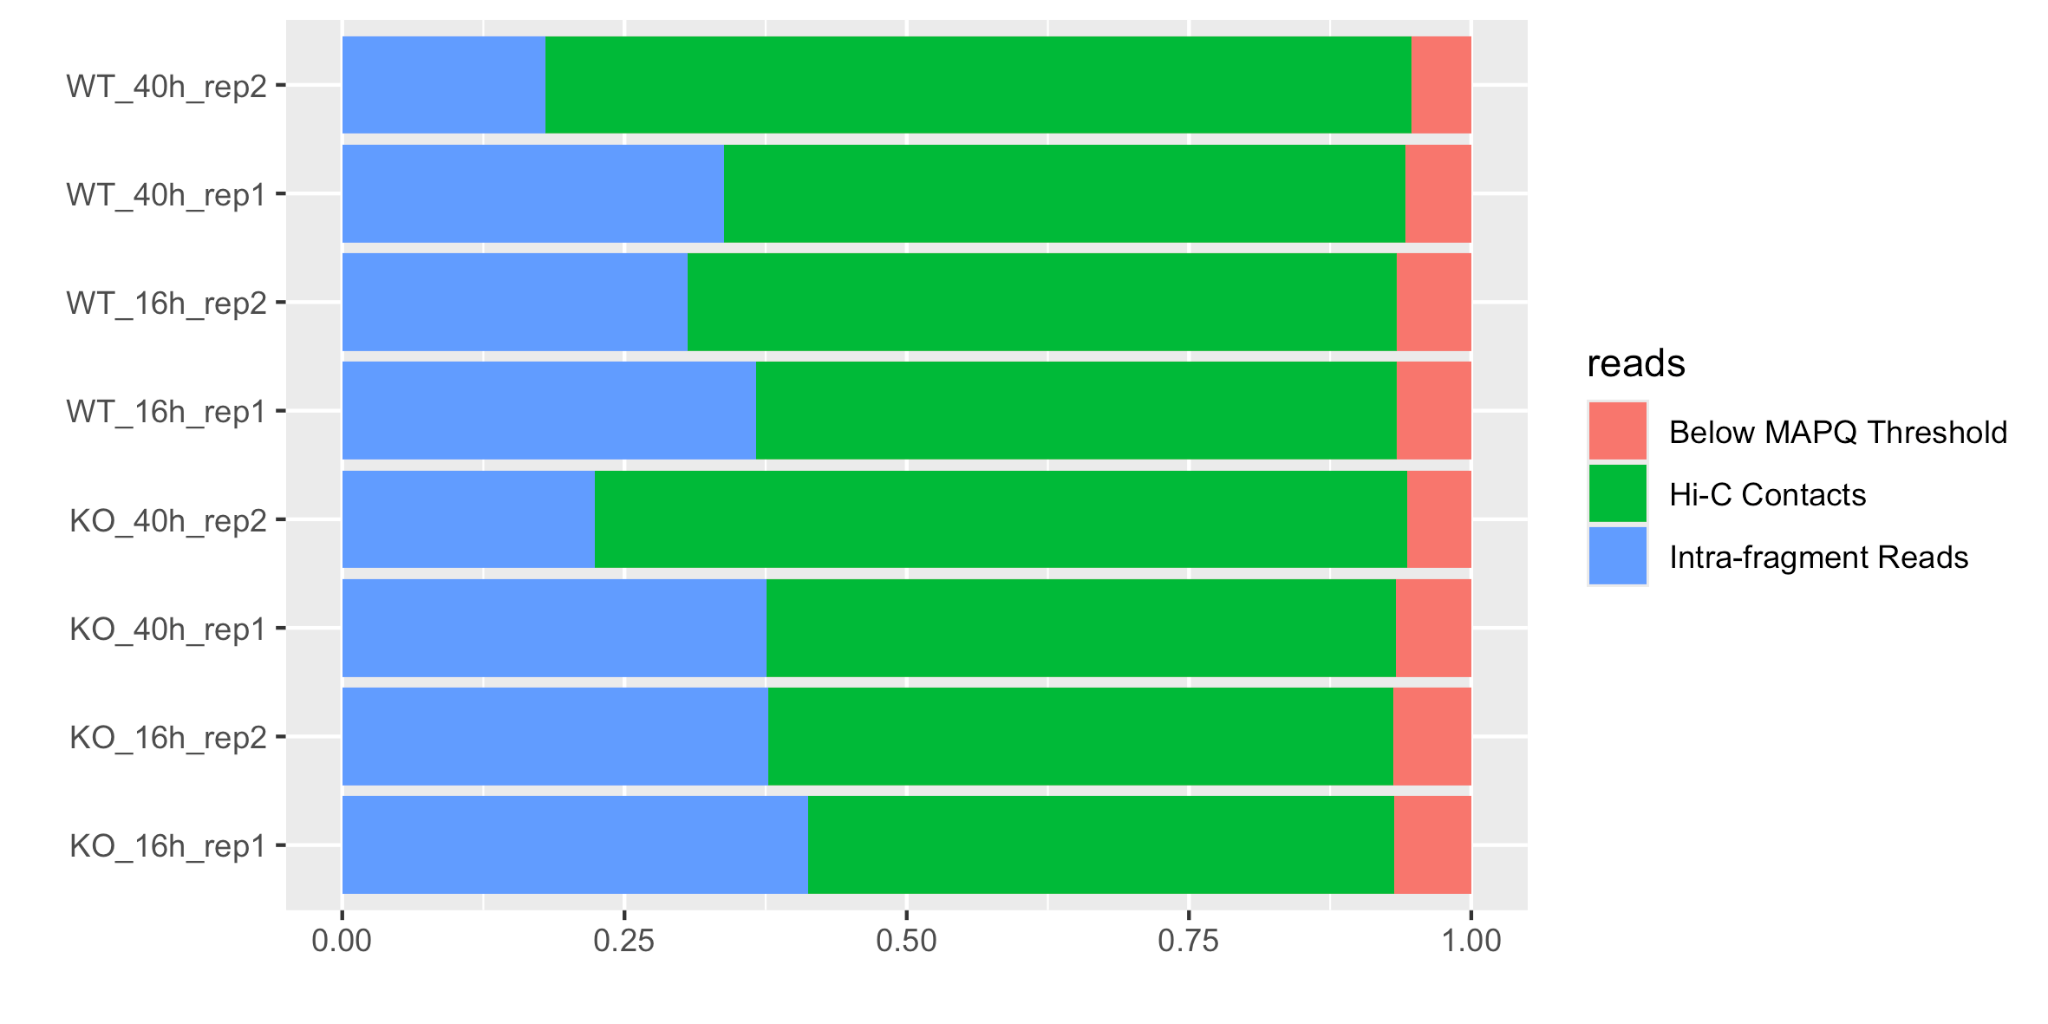 WT_40h_rep2
WT_40h_rep1
WT_16h_rep2
WT_16h_rep1
KO_40h_rep2
KO_40h_rep1
KO_16h_rep2
KO_16h_rep1
0.00 0.25 0.50 0.75 1.00
reads
Below MAPQ Threshold
Hi-C Contacts
Intra-fragment Reads